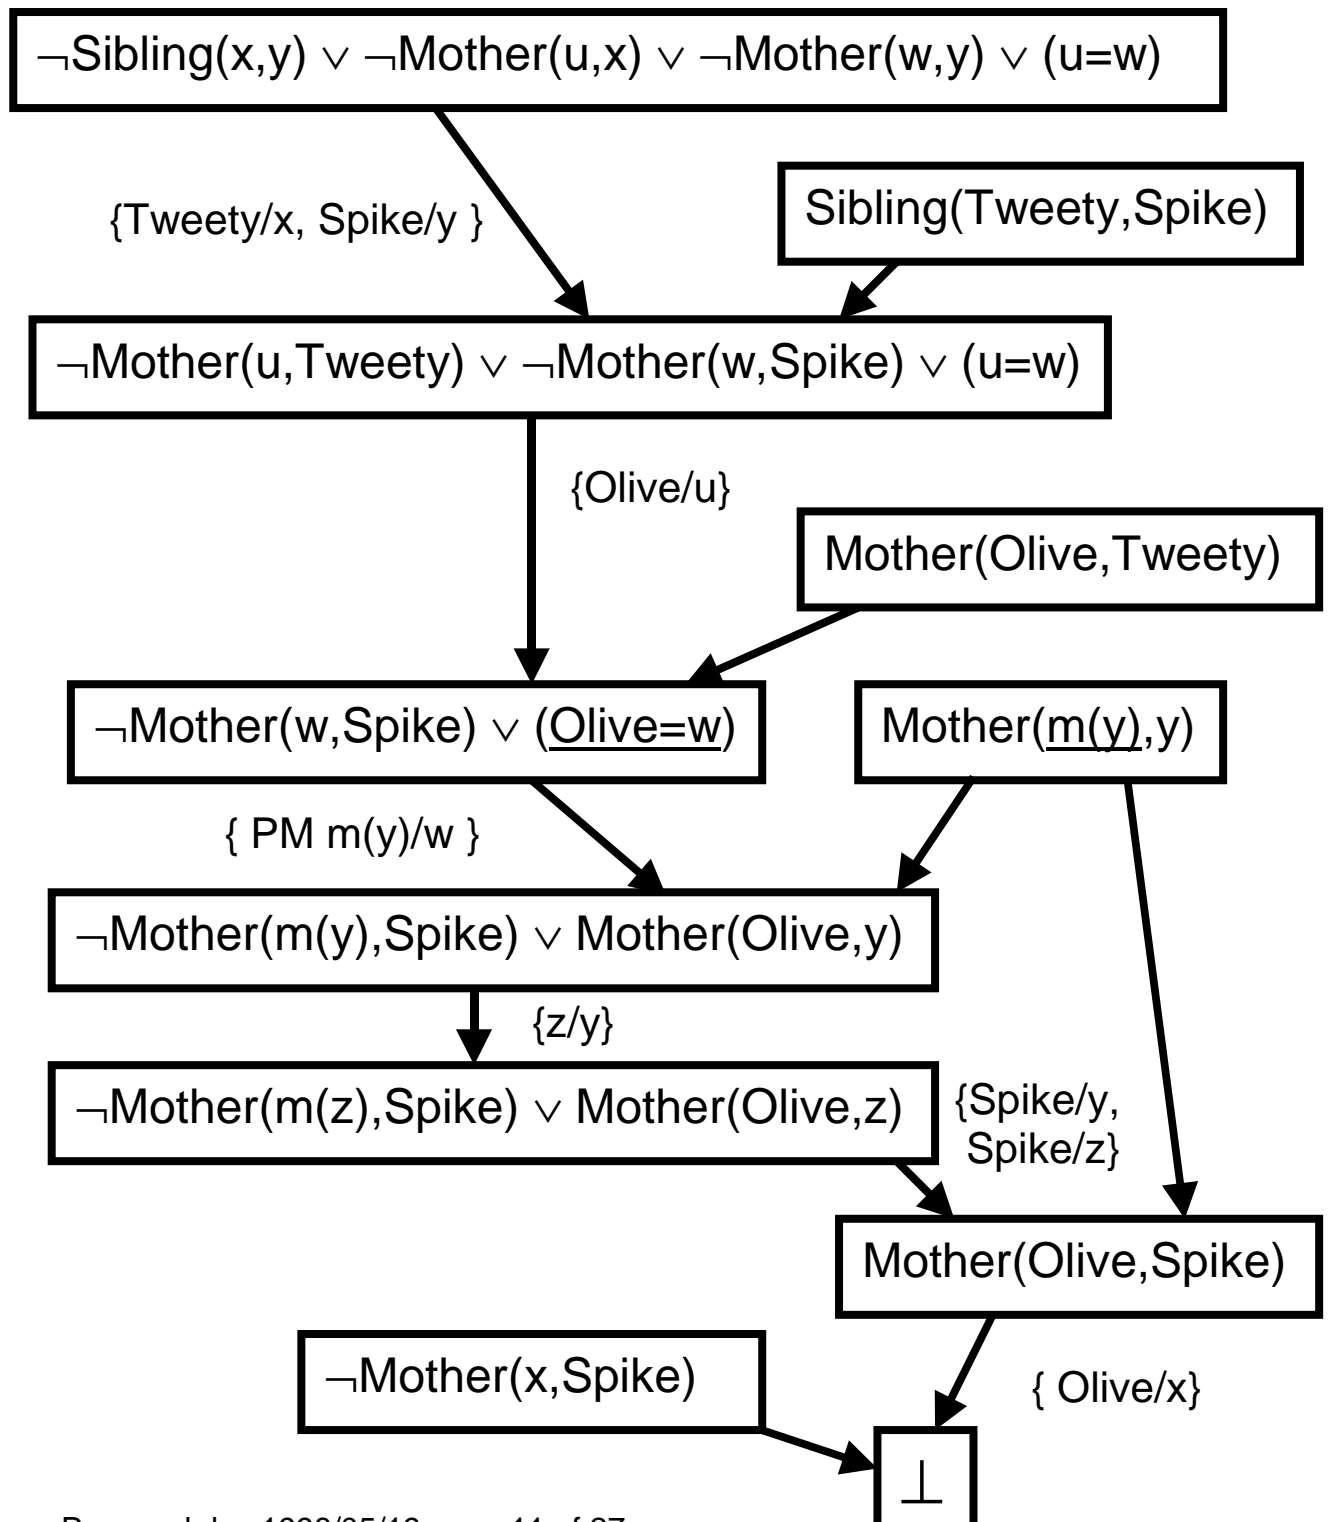 ¬Sibling(x,y) ∨ ¬Mother(u,x) ∨ ¬Mother(w,y) ∨ (u=w)
{Tweety/x, Spike/y }
Sibling(Tweety,Spike)
¬Mother(u,Tweety) ∨ ¬Mother(w,Spike) ∨ (u=w)
{Olive/u}
Mother(Olive,Tweety)
¬Mother(w,Spike) ∨ (Olive=w)
Mother(m(y),y)
{ PM m(y)/w }
¬Mother(m(y),Spike) ∨ Mother(Olive,y)
{z/y}
¬Mother(m(z),Spike) ∨ Mother(Olive,z)
{Spike/y,
Spike/z}
Mother(Olive,Spike)
¬Mother(x,Spike)
{ Olive/x}
⊥